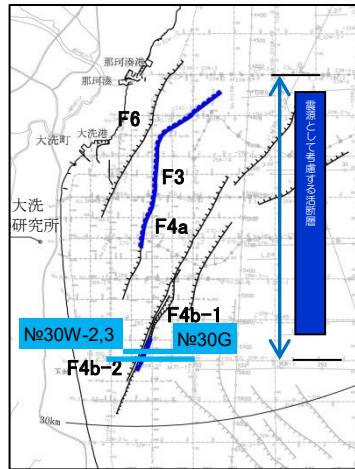 那珂湊港
那珂湊
大洗町
大洗港
F6
F3
大洗
研究所
F4a
震源として考慮する活断層
F4b-1
№30W-2,3
№30G
F4b-2
30km